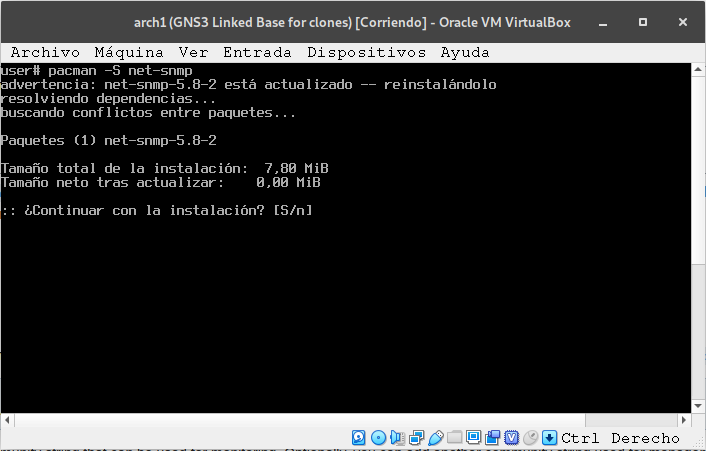 arch1 (GNS3 Linked Base for clones) [Corriendo] - Oracle VM VirtualBox
Archivo Máquina Ver Entrada Dispositivos Ayuda
user# pacman -S net-snmp
advertencia: net-snmp-5.8-2 está actualizado -- reinstalándolo
resolviendo dependencias...
buscando conflictos entre paquetes...
Paquetes (1) net-snmp-5.8-2
Tamaño total de la instalación: 7,80 MiB
Tamaño neto tras actualizar: 0,00 MiB
:: ¿Continuar con la instalación? [S/n]
Ctrl Derecho